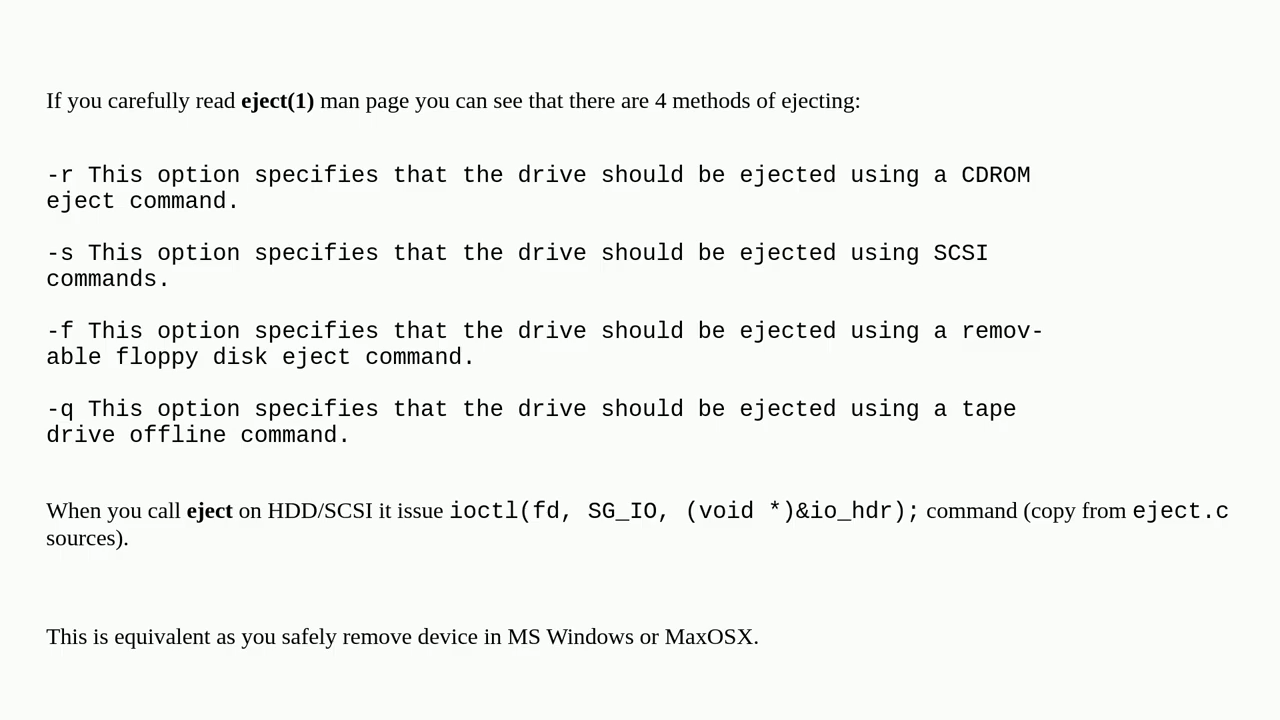 If you carefully read eject(1) man page you can see that there are 4 methods of ejecting:
-r This option specifies that the drive should be ejected using a CDROM
eject command.
-s This option specifies that the drive should be ejected using SCSI
commands.
-f This option specifies that the drive should be ejected using a remov-
able floppy disk eject command.
-q This option specifies that the drive should be ejected using a tape
drive offline command.
When you call eject on HDD/SCSI it issue ioctl(fd, SG_IO, (void *)&io_hdr); command (copy from eject.c
sources).
This is equivalent as you safely remove device in MS Windows or MaxOSX.